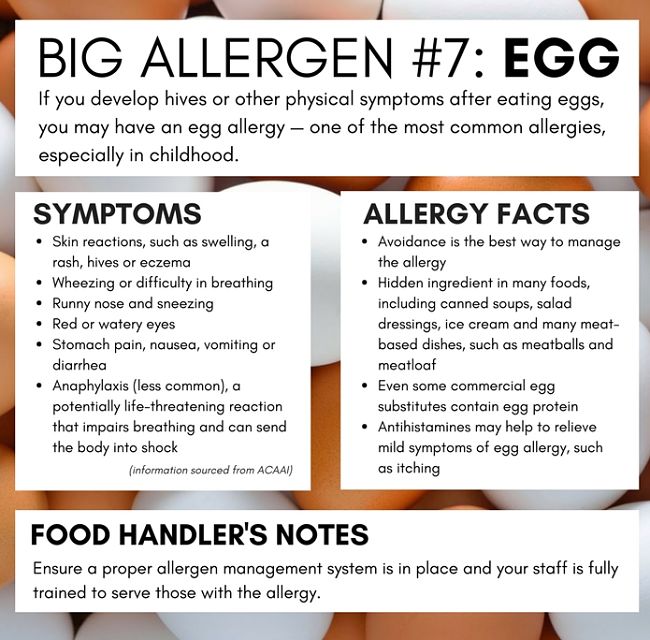 BIG ALLERGEN #7: EGG
If you develop hives or other physical symptoms after eating eggs,
you may have an egg allergy — one of the most common allergies,
especially in childhood.
SYMPTOMS
• Skin reactions, such as swelling, a
rash, hives or eczema
• Wheezing or difficulty in breathing
• Runny nose and sneezing
• Red or watery eyes
• Stomach pain, nausea, vomiting or
diarrhea
• Anaphylaxis (less common), a
potentially life-threatening reaction
that impairs breathing and can send
the body into shock
(information sourced from ACAAI)
ALLERGY FACTS
• Avoidance is the best way to manage
the allergy
• Hidden ingredient in many foods,
including canned soups, salad
dressings, ice cream and many meat-
based dishes, such as meatballs and
meatloaf
• Even some commercial egg
substitutes contain egg protein
• Antihistamines may help to relieve
mild symptoms of egg allergy, such
as itching
FOOD HANDLER'S NOTES
Ensure a proper allergen management system is in place and your staff is fully
trained to serve those with the allergy.